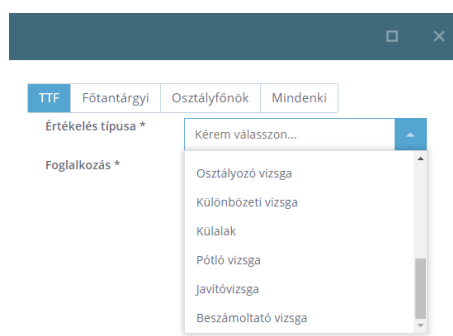 TTF Főtantárgyi Osztályfőnök Mindenki
Értékelés típusa * Kérem válasszon...
Foglalkozás *
Osztályozó vizsga
Különbözeti vizsga
Külalak
Pótló vizsga
Javítóvizsga
Beszámoltató vizsga